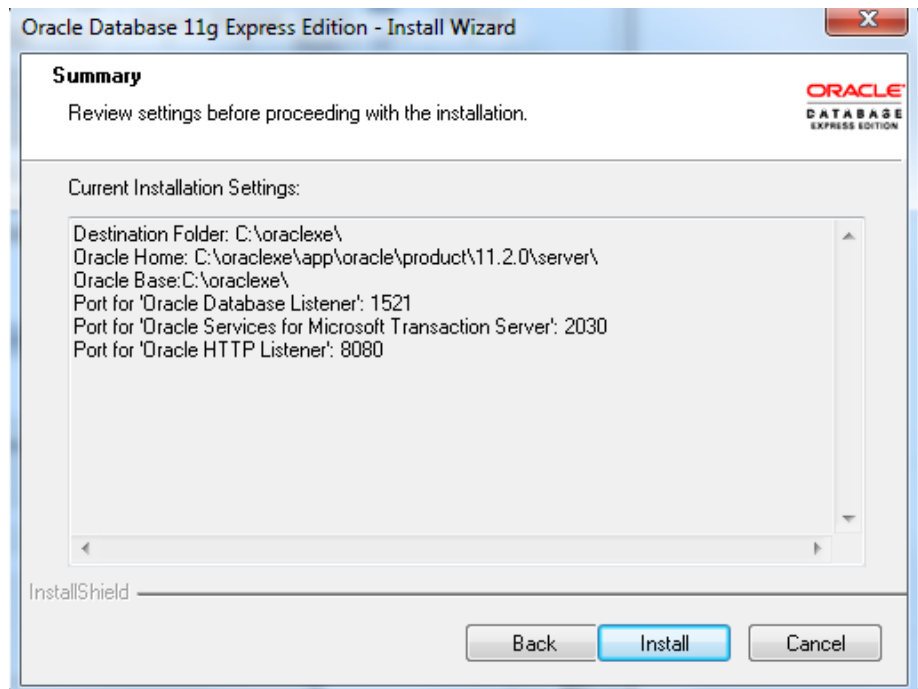 Oracle Database 11g Express Edition - Install Wizard
Summary
Review settings before proceeding with the installation.
ORACLE
DATABASE
EXPRESS EDITION
Current Installation Settings:
Destination Folder: C:\oraclexe\
Oracle Home: C:\oraclexe\app\oracle\product\11.2.0\server\
Oracle Base:C:\oraclexe\
Port for 'Oracle Database Listener': 1521
Port for 'Oracle Services for Microsoft Transaction Server': 2030
Port for 'Oracle HTTP Listener': 8080
InstallShield
Back Install Cancel